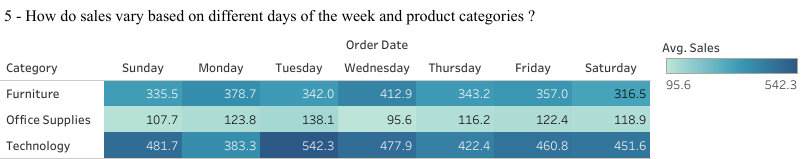 5 - How do sales vary based on different days of the week and product categories ?
Order Date
Category Sunday Monday Tuesday Wednesday Thursday Friday Saturday
Furniture 335.5 378.7 342.0 412.9 343.2 357.0 316.5
Office Supplies 107.7 123.8 138.1 95.6 116.2 122.4 118.9
Technology 481.7 383.3 542.3 477.9 422.4 460.8 451.6
Avg. Sales
95.6 542.3